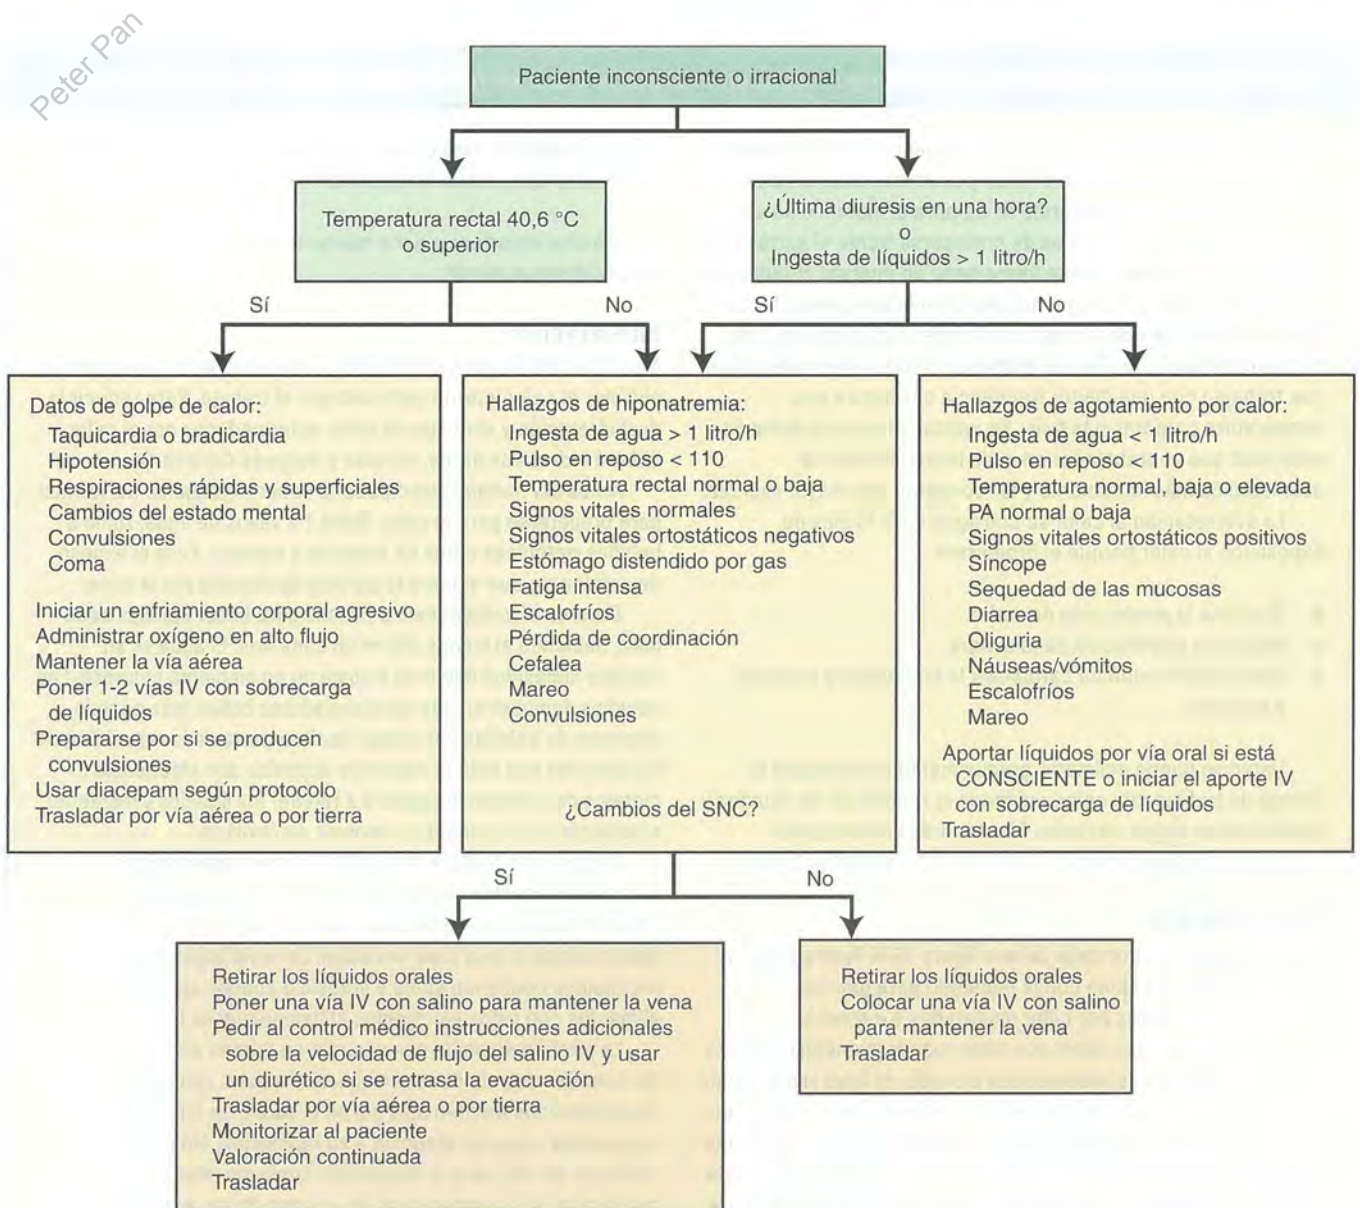 Peter Pan
Paciente inconsciente o irracional
Temperatura rectal 40,6 °C
o superior
¿Última diuresis en una hora?
o
Ingesta de líquidos > 1 litro/h
Sí
No
Sí
No
Datos de golpe de calor:
Taquicardia o bradicardia
Hipotensión
Respiraciones rápidas y superficiales
Cambios del estado mental
Convulsiones
Coma
Iniciar un enfriamiento corporal agresivo
Administrar oxígeno en alto flujo
Mantener la vía aérea
Poner 1-2 vías IV con sobrecarga
de líquidos
Prepararse por si se producen
convulsiones
Usar diacepam según protocolo
Trasladar por vía aérea o por tierra
Hallazgos de hiponatremia:
Ingesta de agua > 1 litro/h
Pulso en reposo < 110
Temperatura rectal normal o baja
Signos vitales normales
Signos vitales ortostáticos negativos
Estómago distendido por gas
Fatiga intensa
Escalofríos
Pérdida de coordinación
Cefalea
Mareo
Convulsiones
¿Cambios del SNC?
Hallazgos de agotamiento por calor:
Ingesta de agua < 1 litro/h
Pulso en reposo < 110
Temperatura normal, baja o elevada
PA normal o baja
Signos vitales ortostáticos positivos
Síncope
Sequedad de las mucosas
Diarrea
Oliguria
Náuseas/vómitos
Escalofríos
Mareo
Aportar líquidos por vía oral si está
CONSCIENTE o iniciar el aporte IV
con sobrecarga de líquidos
Trasladar
Sí
No
Retirar los líquidos orales
Poner una vía IV con salino para mantener la vena
Pedir al control médico instrucciones adicionales
sobre la velocidad de flujo del salino IV y usar
un diurético si se retrasa la evacuación
Trasladar por vía aérea o por tierra
Monitorizar al paciente
Valoración continuada
Trasladar
Retirar los líquidos orales
Colocar una vía IV con salino
para mantener la vena
Trasladar